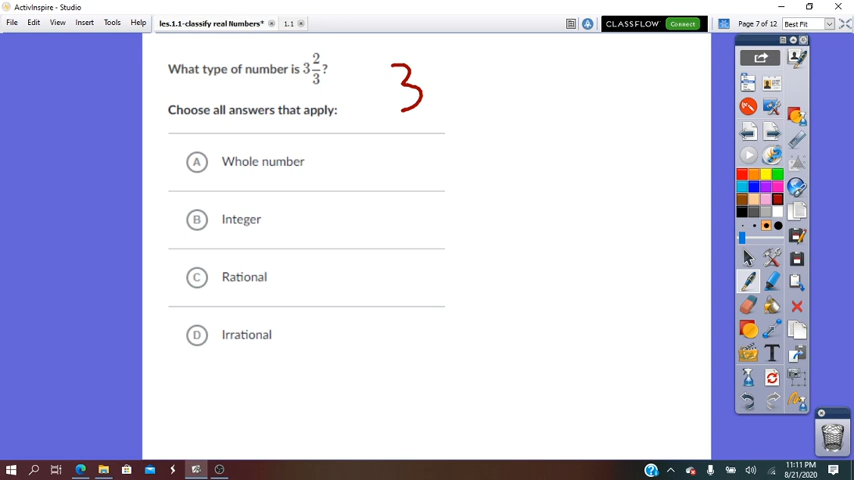 ActivInspire - Studio
File Edit View Insert Tools Help
les.1.1-classify real Numbers*
1.1
CLASSFLOW
Connect
Page 7 of 12
Best Fit
What type of number is 3 2/3?
3
Choose all answers that apply:
A Whole number
B Integer
C Rational
D Irrational
11:11 PM
8/21/2020